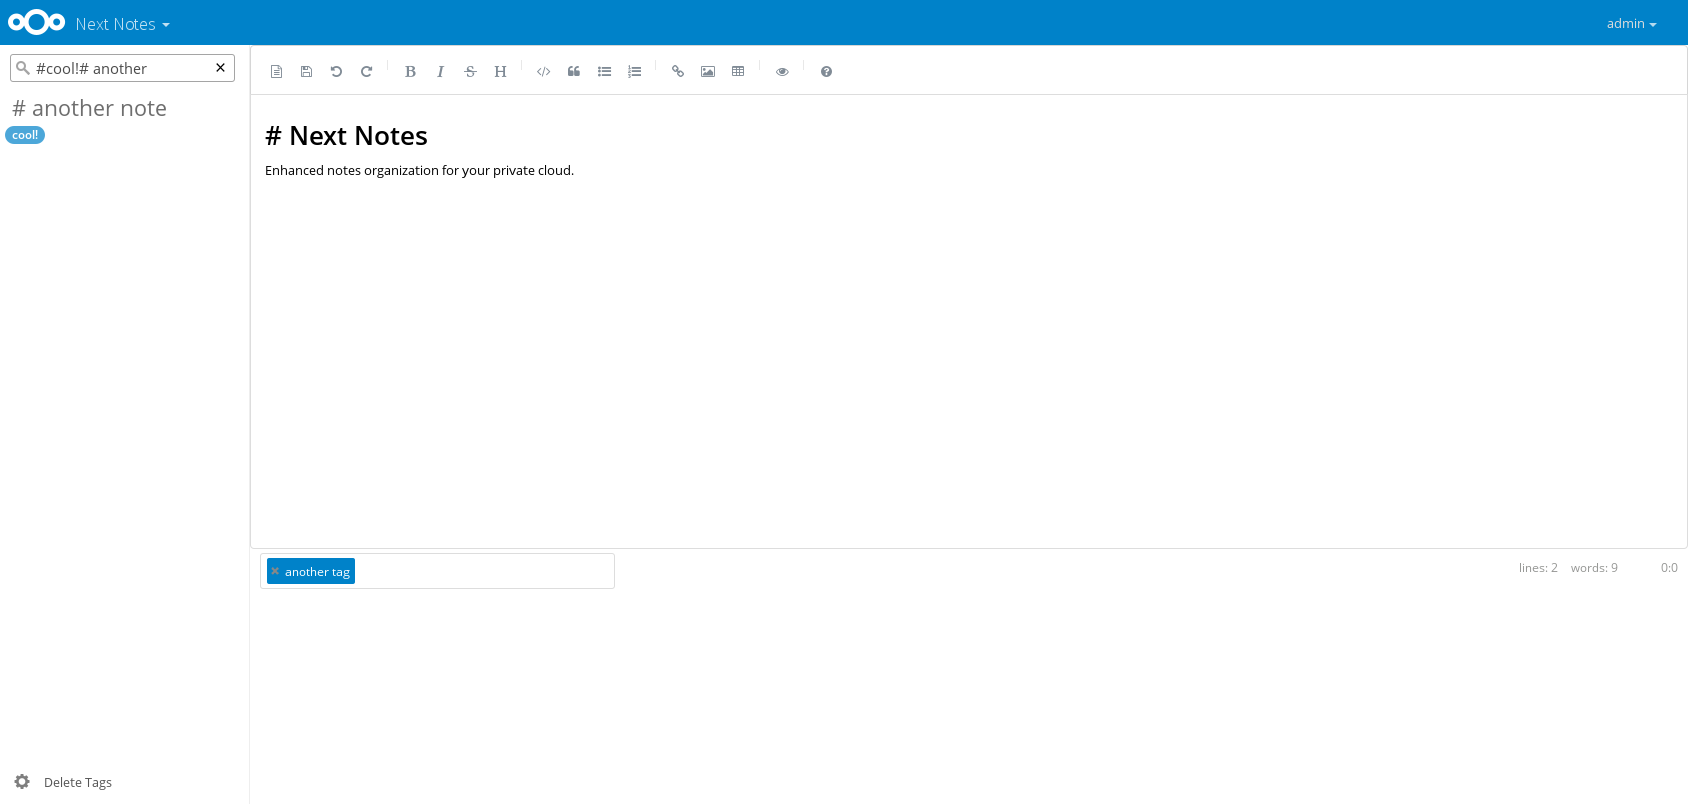 Next Notes
admin
#cool!# another
# another note
cool!
B I S H
# Next Notes
Enhanced notes organization for your private cloud.
× another tag
lines: 2 words: 9 0:0
Delete Tags